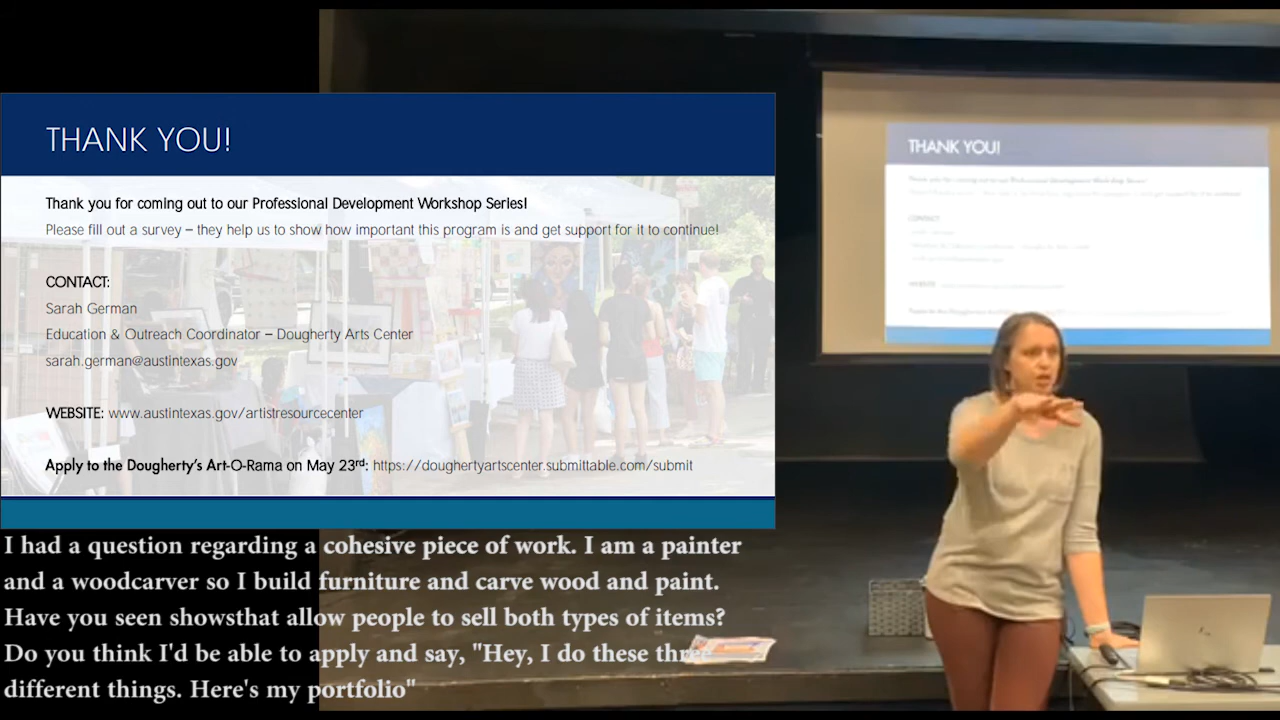 THANK YOU!
Thank you for coming out to our Professional Development Workshop Series!
Please fill out a survey – they help us to show how important this program is and get support for it to continue!
CONTACT:
Sarah German
Education & Outreach Coordinator – Dougherty Arts Center
sarah.german@austintexas.gov
WEBSITE: www.austintexas.gov/artistresourcecenter
Apply to the Dougherty's Art-O-Rama on May 23rd: https://doughertyartscenter.submittable.com/submit
THANK YOU!
I had a question regarding a cohesive piece of work. I am a painter
and a woodcarver so I build furniture and carve wood and paint.
Have you seen showsthat allow people to sell both types of items?
Do you think I'd be able to apply and say, "Hey, I do these
different things. Here's my portfolio"